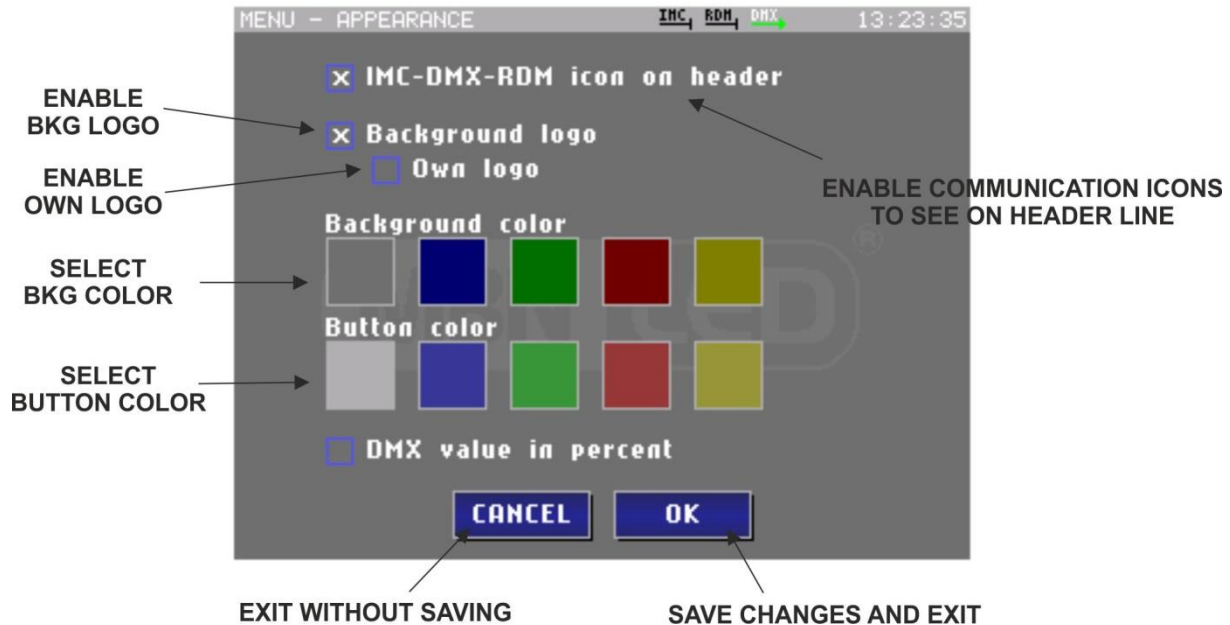 MENU - APPEARANCE IMC RDM DMX 13:23:35
IMC-DMX-RDM icon on header
ENABLE
BKG LOGO
Background logo
ENABLE
OWN LOGO
Own logo
ENABLE COMMUNICATION ICONS
TO SEE ON HEADER LINE
Background color
SELECT
BKG COLOR
®
LED
Button color
SELECT
BUTTON COLOR
DMX value in percent
CANCEL OK
EXIT WITHOUT SAVING
SAVE CHANGES AND EXIT